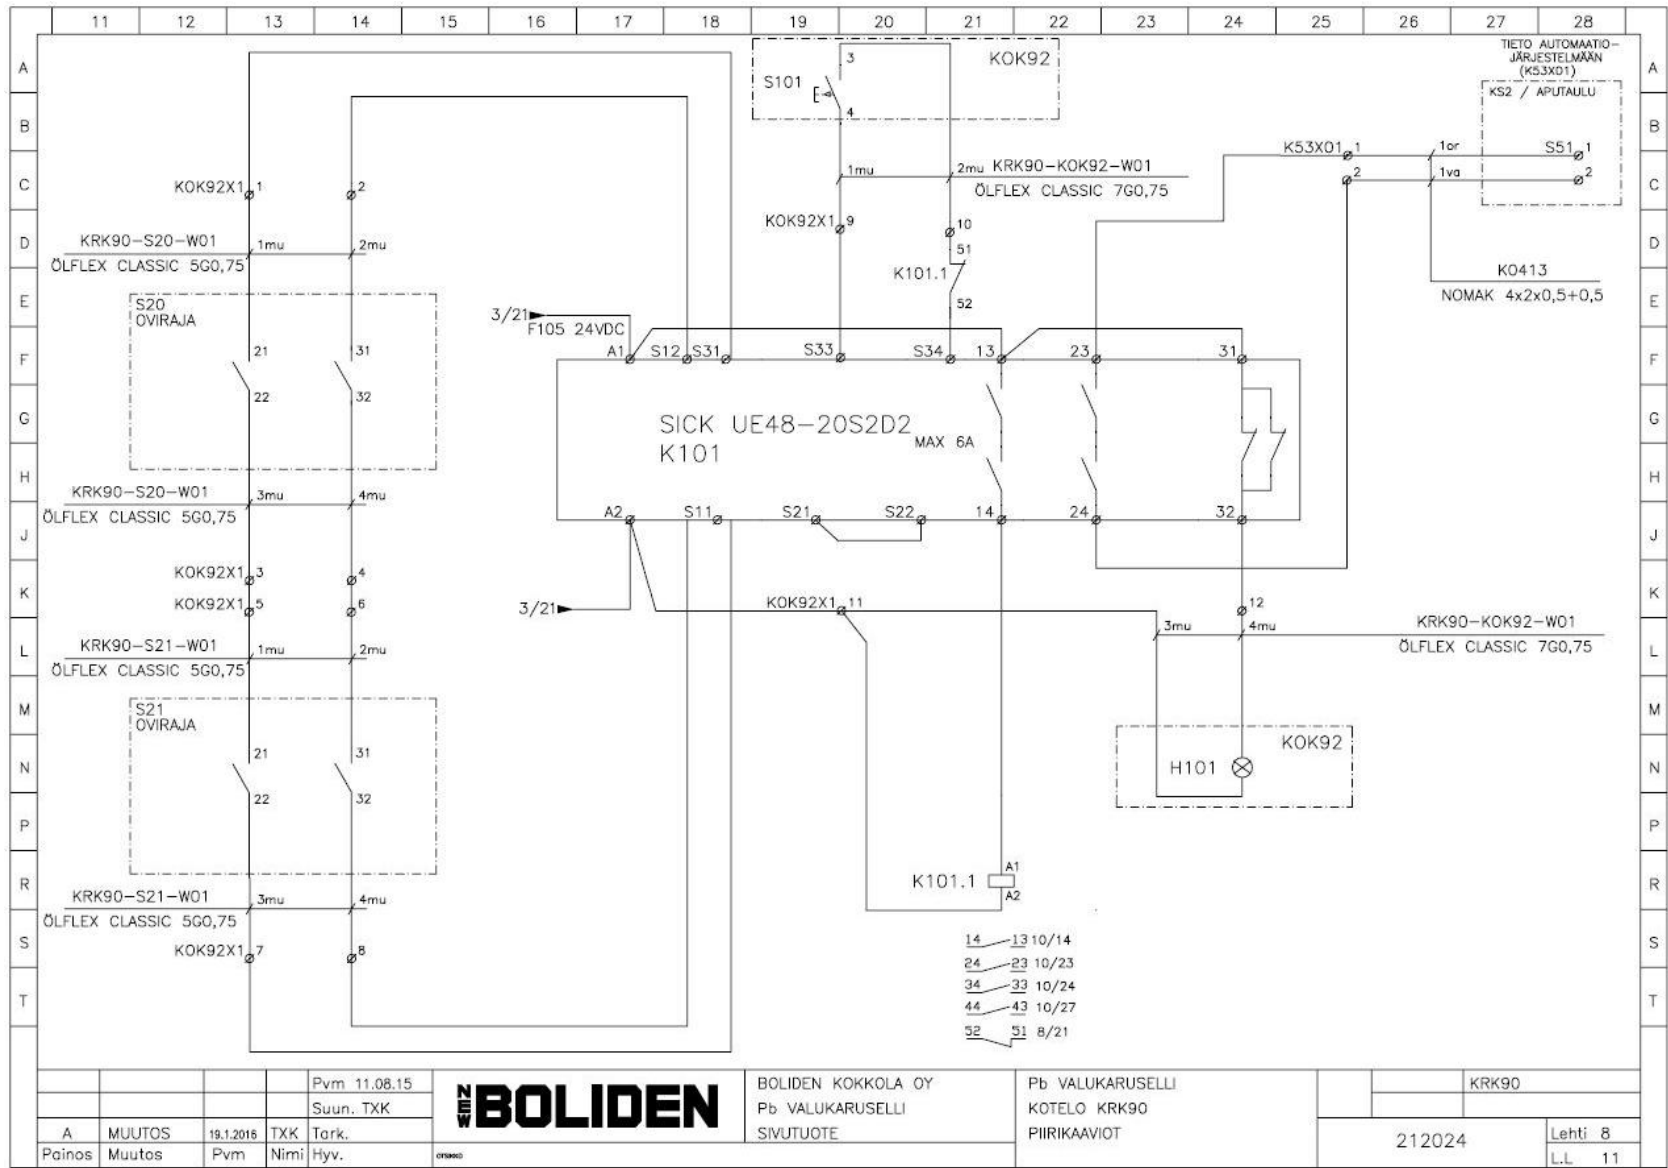 11 12 13 14 15 16 17 18 19 20 21 22 23 24 25 26 27 28
A
TIETO AUTOMAATIO-
JÄRJESTELMÄÄN
(K53X01)
A
3
KOK92
S101
4
KS2 / APUTAULU
B
B
K53X01 1
1or
S51 1
2
1va
2
1mu
2mu
KRK90-KOK92-W01
ÖLFLEX CLASSIC 7G0,75
C
KOK92X1 1
2
C
KOK92X1 9
10
D
KRK90-S20-W01
1mu
2mu
ÖLFLEX CLASSIC 5G0,75
51
K101.1
52
D
K0413
NOMAK 4x2x0,5+0,5
E
S20
OVIRAJA
3/21
F105 24VDC
E
F
21
31
22
32
A1 S12 S31 S33 S34 13 23 31
F
G
SICK UE48-20S2D2
K101
MAX 6A
G
H
KRK90-S20-W01
3mu
4mu
ÖLFLEX CLASSIC 5G0,75
H
J
A2 S11 S21 S22 14 24 32
J
K
KOK92X1 3
4
KOK92X1 5
6
3/21
KOK92X1 11
12
K
L
KRK90-S21-W01
1mu
2mu
ÖLFLEX CLASSIC 5G0,75
3mu
4mu
KRK90-KOK92-W01
ÖLFLEX CLASSIC 7G0,75
L
M
S21
OVIRAJA
M
N
21
31
22
32
KOK92
H101
N
P
P
R
KRK90-S21-W01
3mu
4mu
ÖLFLEX CLASSIC 5G0,75
K101.1
A1
A2
R
S
KOK92X1 7
8
14 13 10/14
24 23 10/23
34 33 10/24
44 43 10/27
52 51 8/21
S
T
T
Pvm 11.08.15
Suun. TXK
A MUUTOS 19.1.2016 TXK Tark.
Painos Muutos Pvm Nimi Hyv.
NEW BOLIDEN
BOLIDEN KOKKOLA OY
Pb VALUKARUSELLI
SIVUTUOTE
Pb VALUKARUSELLI
KOTELO KRK90
PIIRIKAAVIOT
KRK90
212024
Lehti 8
L.L 11